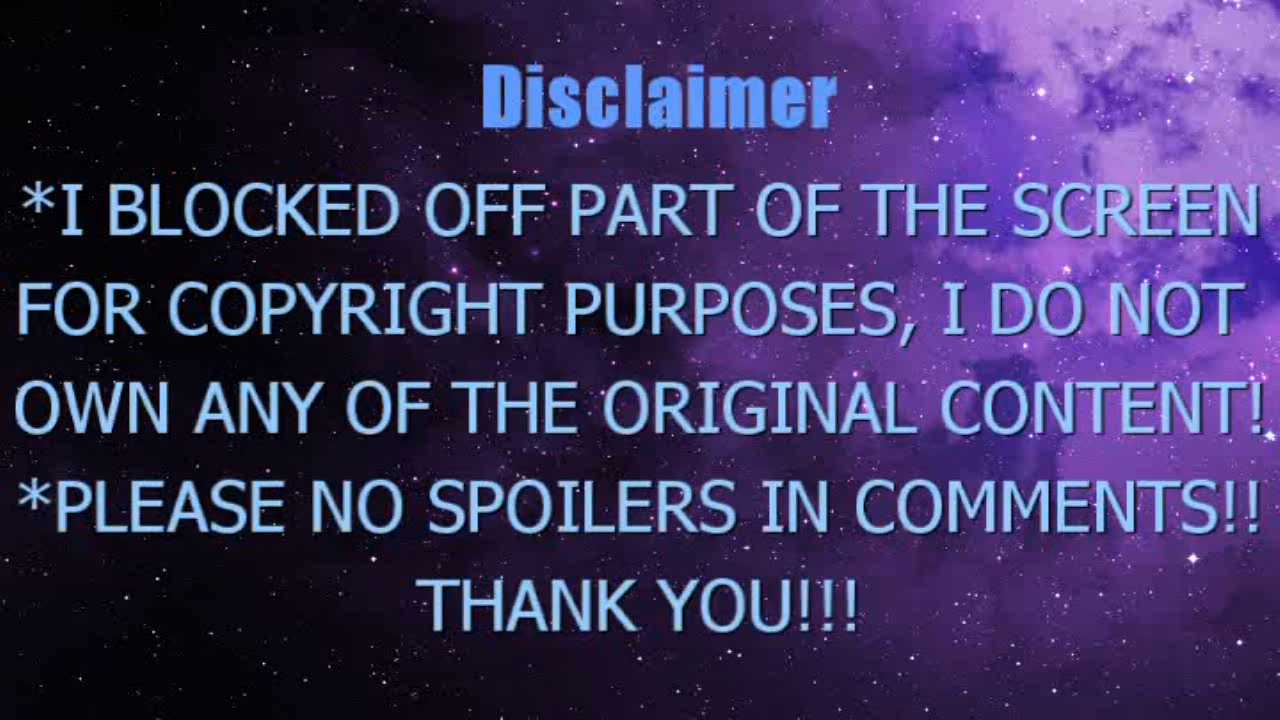 Disclaimer
*I BLOCKED OFF PART OF THE SCREEN
FOR COPYRIGHT PURPOSES, I DO NOT
OWN ANY OF THE ORIGINAL CONTENT!
*PLEASE NO SPOILERS IN COMMENTS!!
THANK YOU!!!